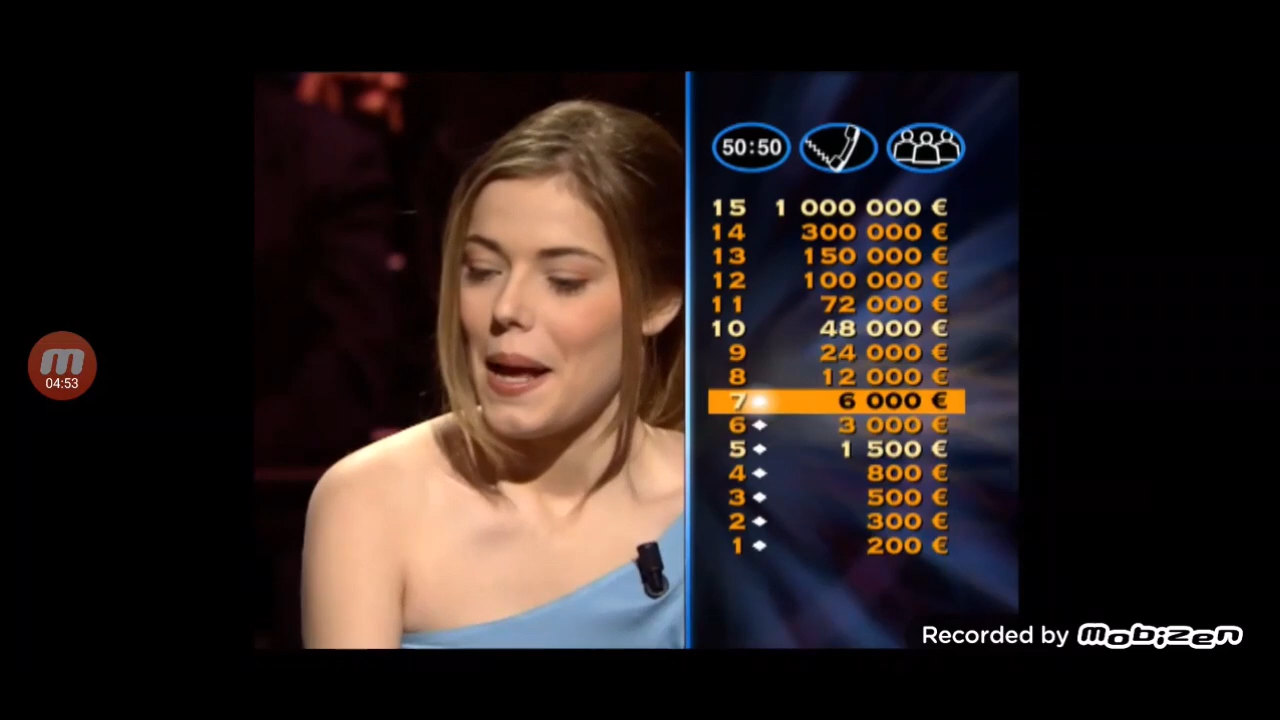 50:50
15 1 000 000 €
14 300 000 €
13 150 000 €
12 100 000 €
11 72 000 €
10 48 000 €
9 24 000 €
8 12 000 €
7 6 000 €
6 3 000 €
5 1 500 €
4 800 €
3 500 €
2 300 €
1 200 €
04:53
Recorded by mobizen